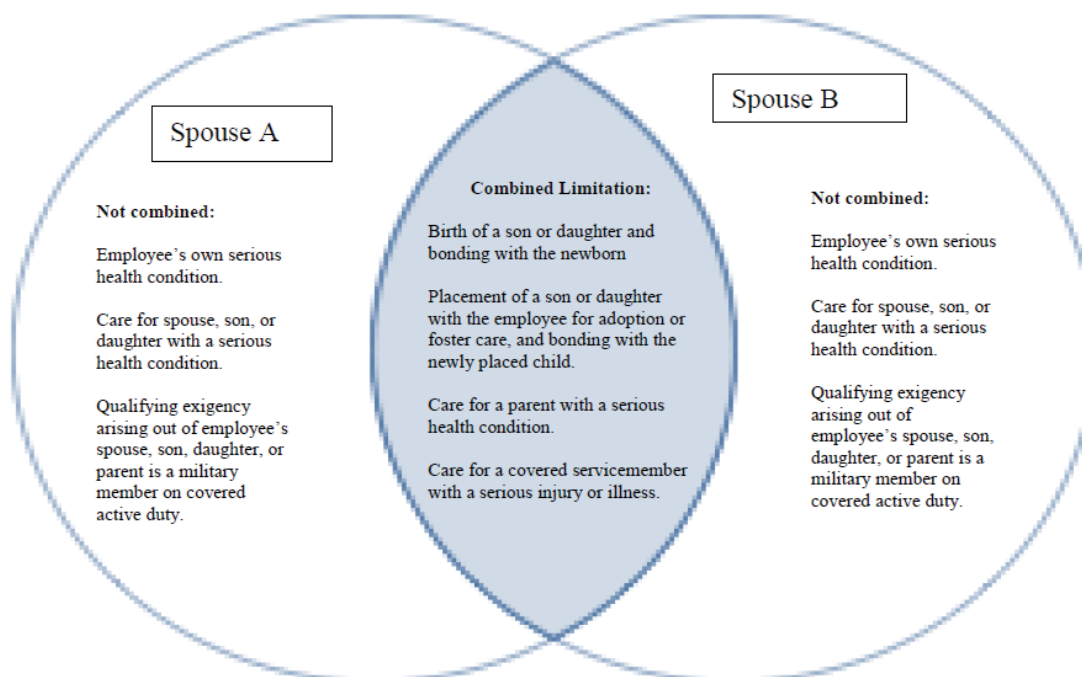 Spouse A
Not combined:
Employee’s own serious
health condition.
Care for spouse, son, or
daughter with a serious
health condition.
Qualifying exigency
arising out of employee’s
spouse, son, daughter, or
parent is a military
member on covered
active duty.
Combined Limitation:
Birth of a son or daughter and
bonding with the newborn
Placement of a son or daughter
with the employee for adoption or
foster care, and bonding with the
newly placed child.
Care for a parent with a serious
health condition.
Care for a covered servicemember
with a serious injury or illness.
Spouse B
Not combined:
Employee’s own serious
health condition.
Care for spouse, son, or
daughter with a serious
health condition.
Qualifying exigency
arising out of
employee’s spouse, son,
daughter, or parent is a
military member on
covered active duty.